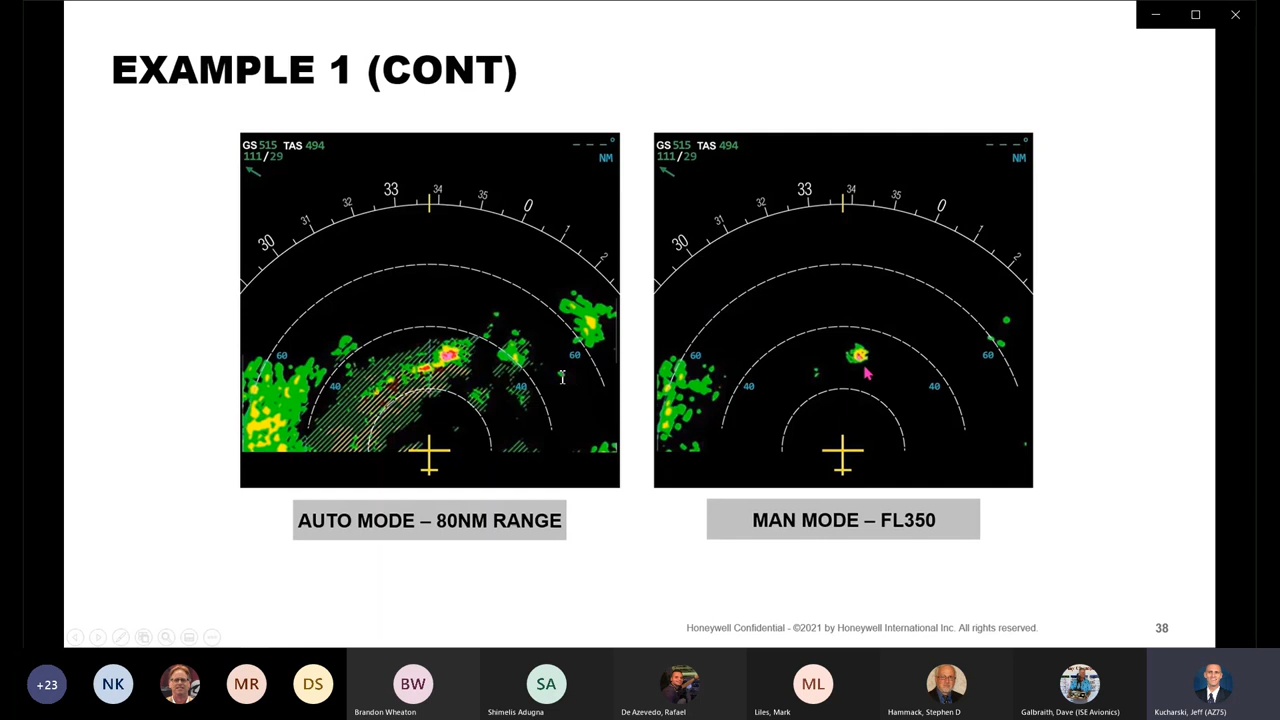 EXAMPLE 1 (CONT)
GS 515 TAS 494
111/29
---°
NM
30
31
32
33
34
35
0
1
2
60
60
40
40
GS 515 TAS 494
111/29
---°
NM
30
31
32
33
34
35
0
1
2
60
60
40
40
AUTO MODE – 80NM RANGE
MAN MODE – FL350
Honeywell Confidential - ©2021 by Honeywell International Inc. All rights reserved.
38
+23
NK
MR
DS
BW
SA
ML
Brandon Wheaton
Shimelis Adugna
De Azevedo, Rafael
Liles, Mark
Hammack, Stephen D
Galbraith, Dave (ISE Avionics)
Kucharski, Jeff (AZ75)